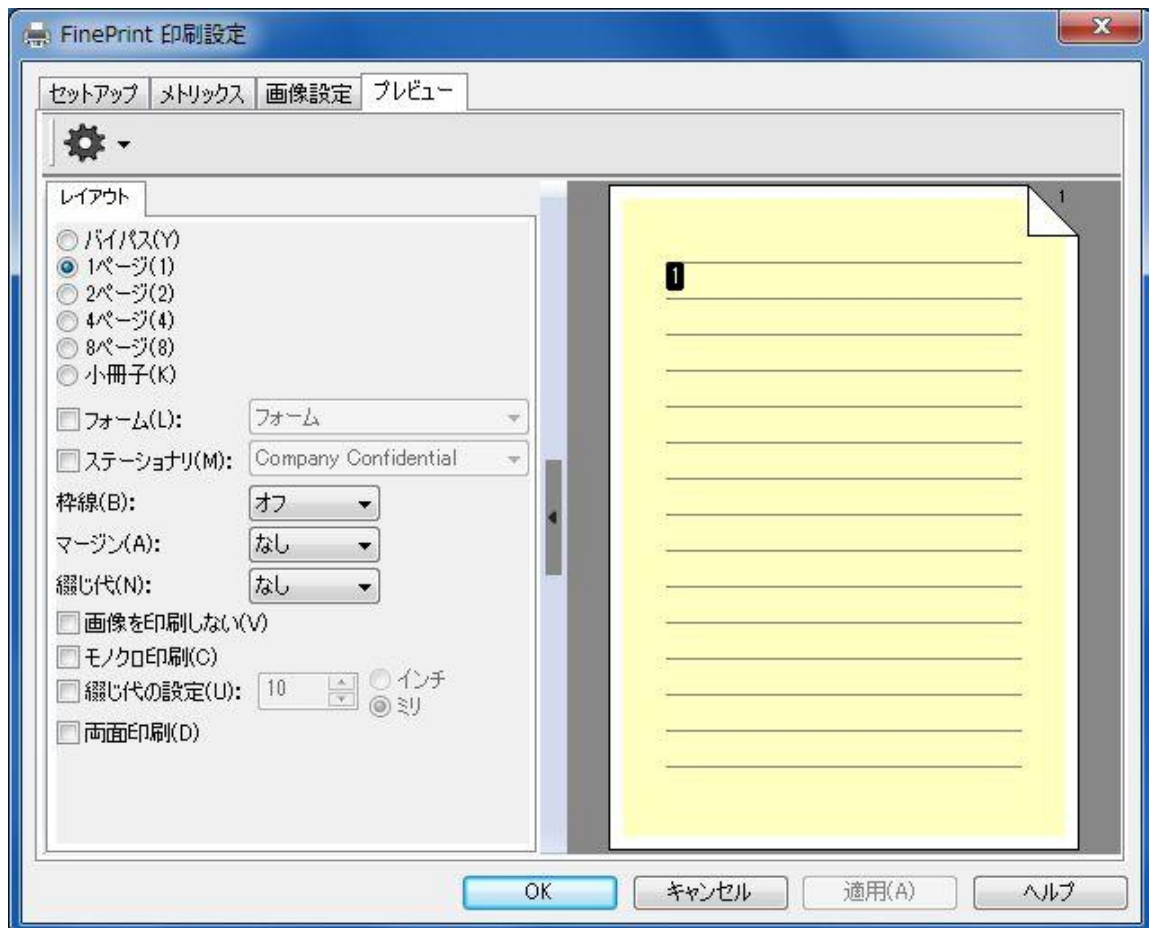 FinePrint 印刷設定
セットアップ メトリックス 画像設定 プレビュー
レイアウト
バイパス(Y)
1ページ(1)
2ページ(2)
4ページ(4)
8ページ(8)
小冊子(K)
フォーム(L): フォーム
ステーショナリ(M): Company Confidential
枠線(B): オフ
マージン(A): なし
綴じ代(N): なし
画像を印刷しない(V)
モノクロ印刷(C)
綴じ代の設定(U): 10 インチ
ミリ
両面印刷(D)
1
1
OK キャンセル 適用(A) ヘルプ